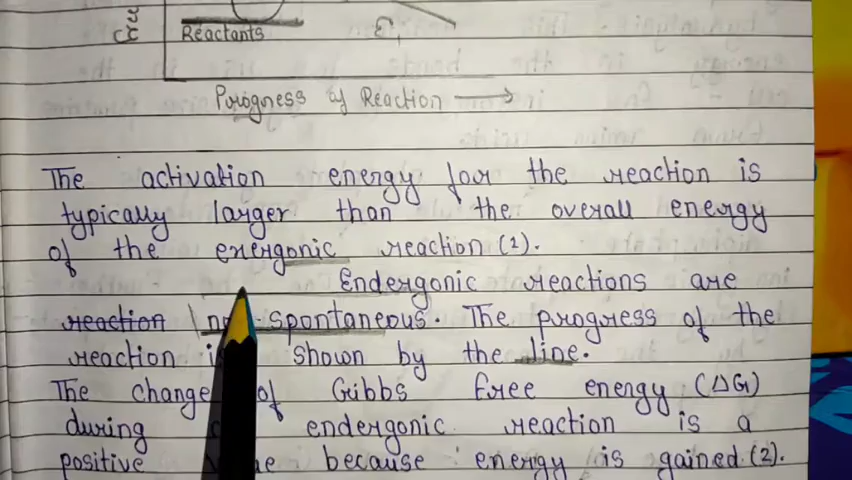 Reactants
E1
Progress of Reaction
The activation energy for the reaction is
typically larger than the overall energy
of the exergonic reaction (1).
Endergonic reactions are
reaction spontaneous. The progress of the
reaction shown by the line.
The change of Gibbs free energy (ΔG)
during endergonic reaction is a
positive because energy is gained.(2).